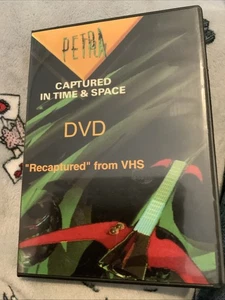 PETRA
CAPTURED
IN TIME & SPACE
DVD
"Recaptured" from VHS